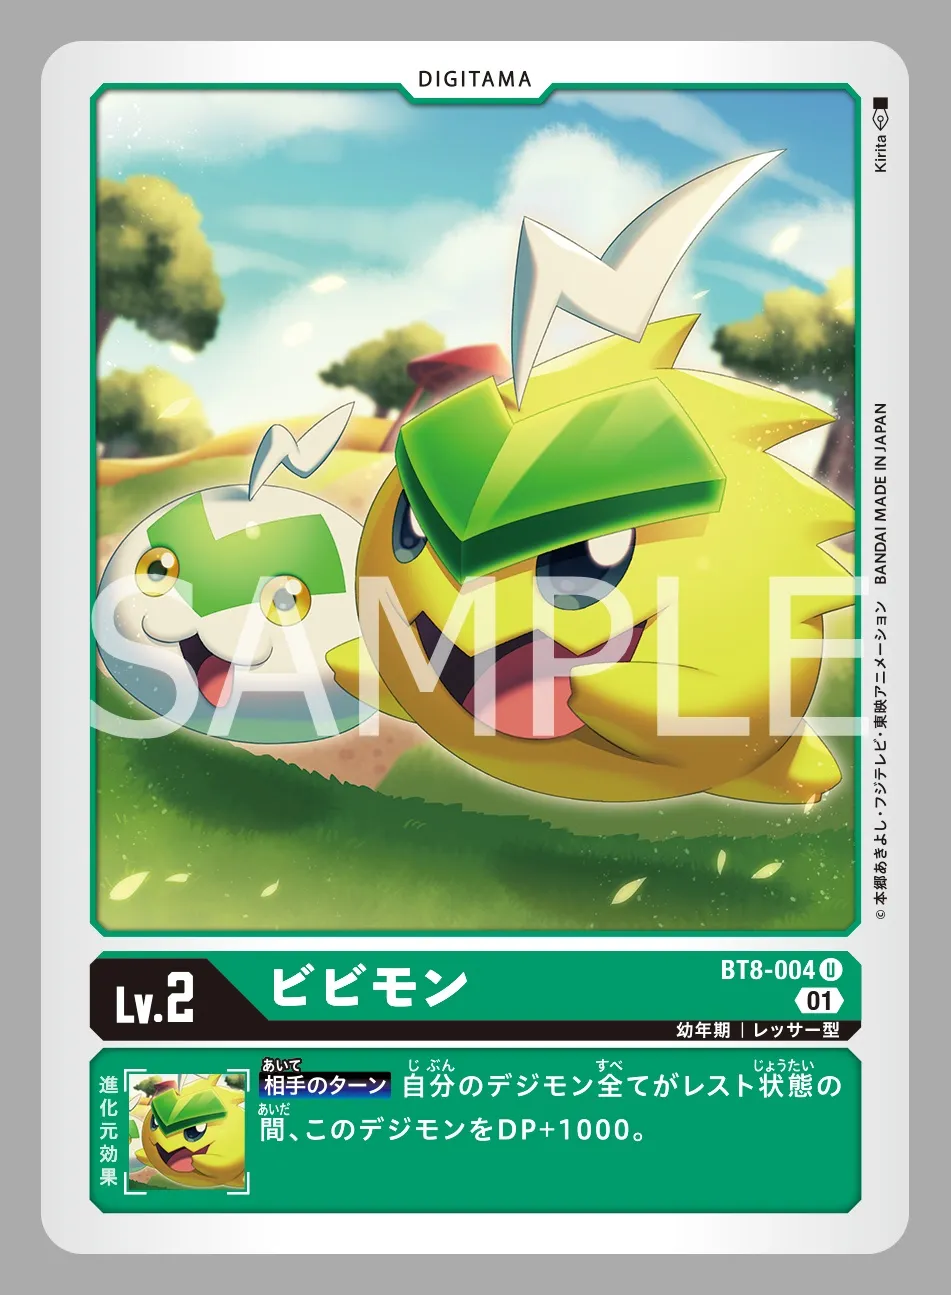 DIGITAMA
Kirita
BANDAI MADE IN JAPAN
© 本郷あきよし・フジテレビ・東映アニメーション
SAMPLE
Lv.2
ビビモン
BT8-004 U
01
幼年期 | レッサー型
進化元効果
あいて じ ぶん すべ じょうたい
相手のターン 自分のデジモン全てがレスト状態の
あいだ
間、このデジモンをDP+1000。